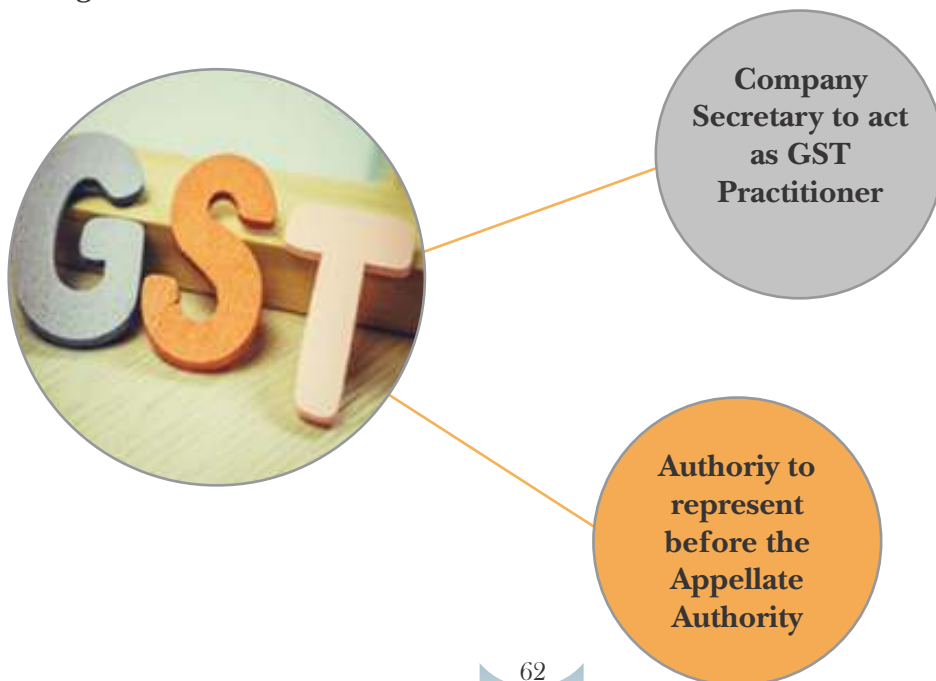 GST
Company
Secretary to act
as GST
Practitioner
Authoriy to
represent
before the
Appellate
Authority
62